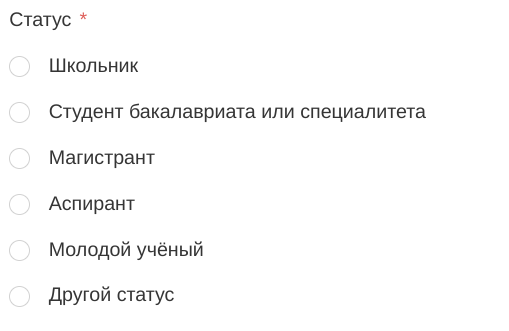 Статус *
Школьник
Студент бакалавриата или специалитета
Магистрант
Аспирант
Молодой учёный
Другой статус